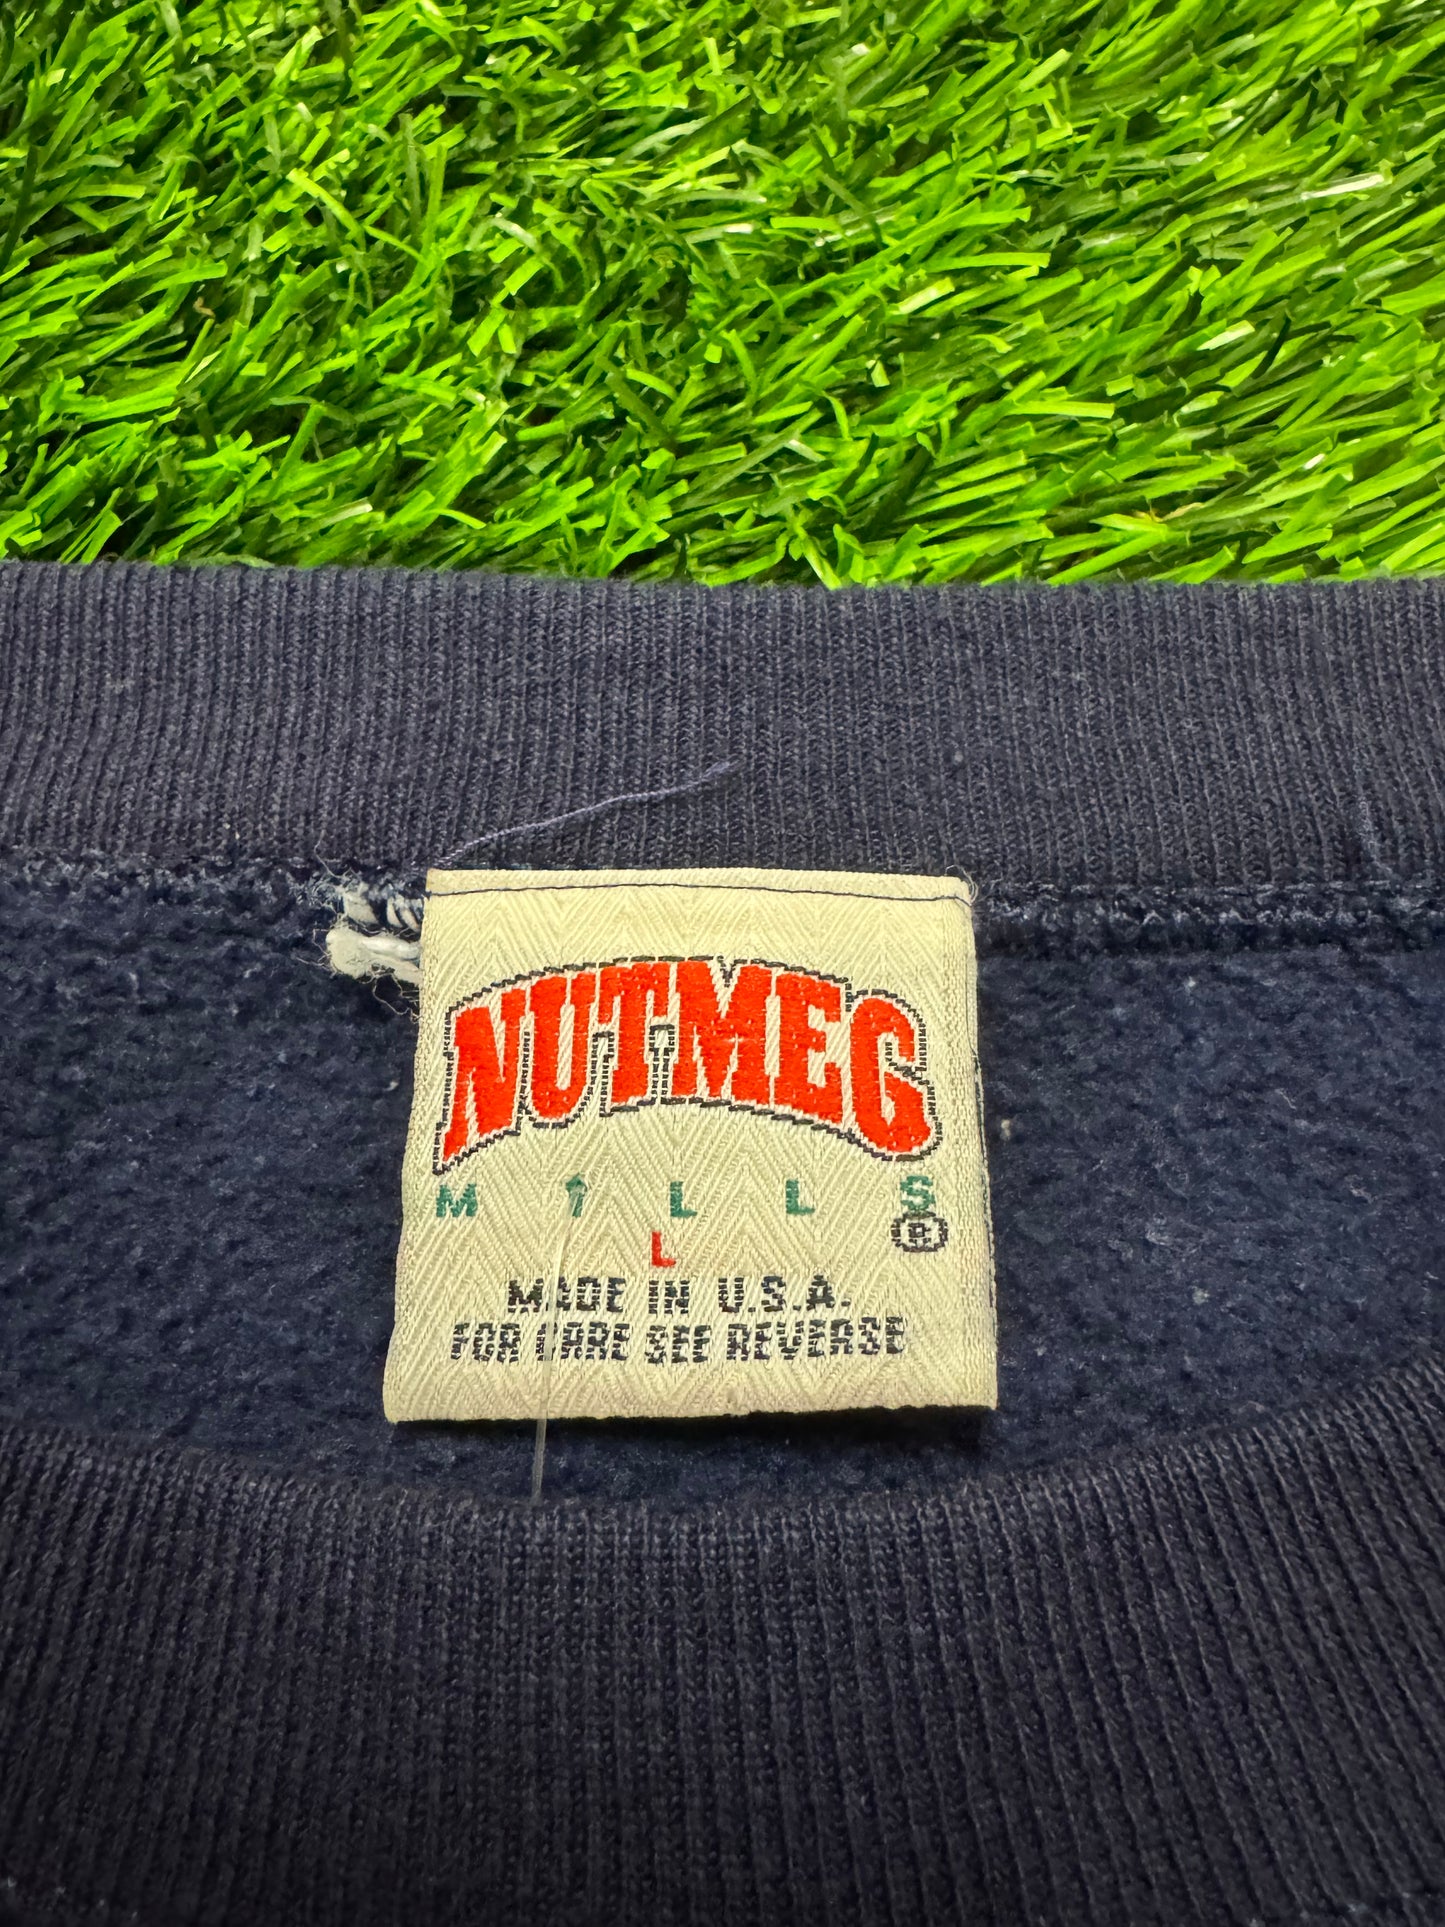 NUTMEG
MILLS
®
L
MADE IN U.S.A.
FOR CARE SEE REVERSE